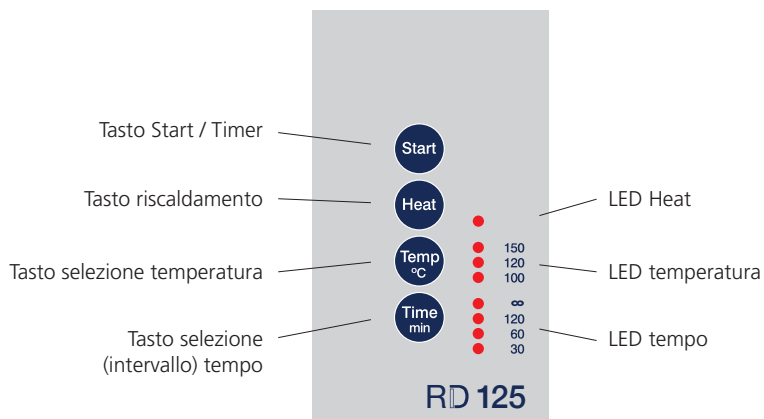 Tasto Start / Timer
Start
Tasto riscaldamento
Heat
LED Heat
Tasto selezione temperatura
Temp
°C
150
120
100
LED temperatura
Tasto selezione
(intervallo) tempo
Time
min
∞
120
60
30
LED tempo
RD 125